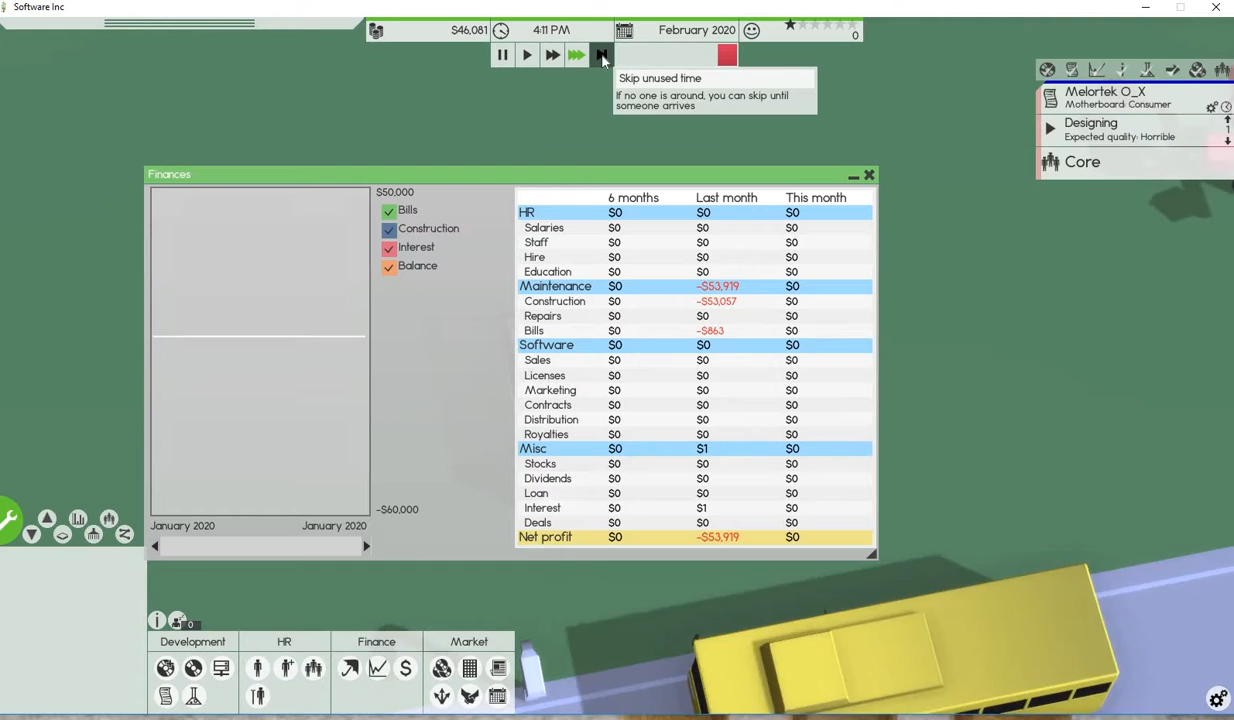 Software Inc
$46,081
4:11 PM
February 2020
0
Skip unused time
If no one is around, you can skip until
someone arrives
Melortek O_X
Motherboard: Consumer
Designing
Expected quality: Horrible
1
Core
Finances
$50,000
Bills
Construction
Interest
Balance
-$60,000
January 2020 January 2020
6 months Last month This month
HR $0 $0 $0
Salaries $0 $0 $0
Staff $0 $0 $0
Hire $0 $0 $0
Education $0 $0 $0
Maintenance $0 -$53,919 $0
Construction $0 -$53,057 $0
Repairs $0 $0 $0
Bills $0 -$863 $0
Software $0 $0 $0
Sales $0 $0 $0
Licenses $0 $0 $0
Marketing $0 $0 $0
Contracts $0 $0 $0
Distribution $0 $0 $0
Royalties $0 $0 $0
Misc $0 $1 $0
Stocks $0 $0 $0
Dividends $0 $0 $0
Loan $0 $0 $0
Interest $0 $1 $0
Deals $0 $0 $0
Net profit $0 -$53,919 $0
0
Development HR Finance Market